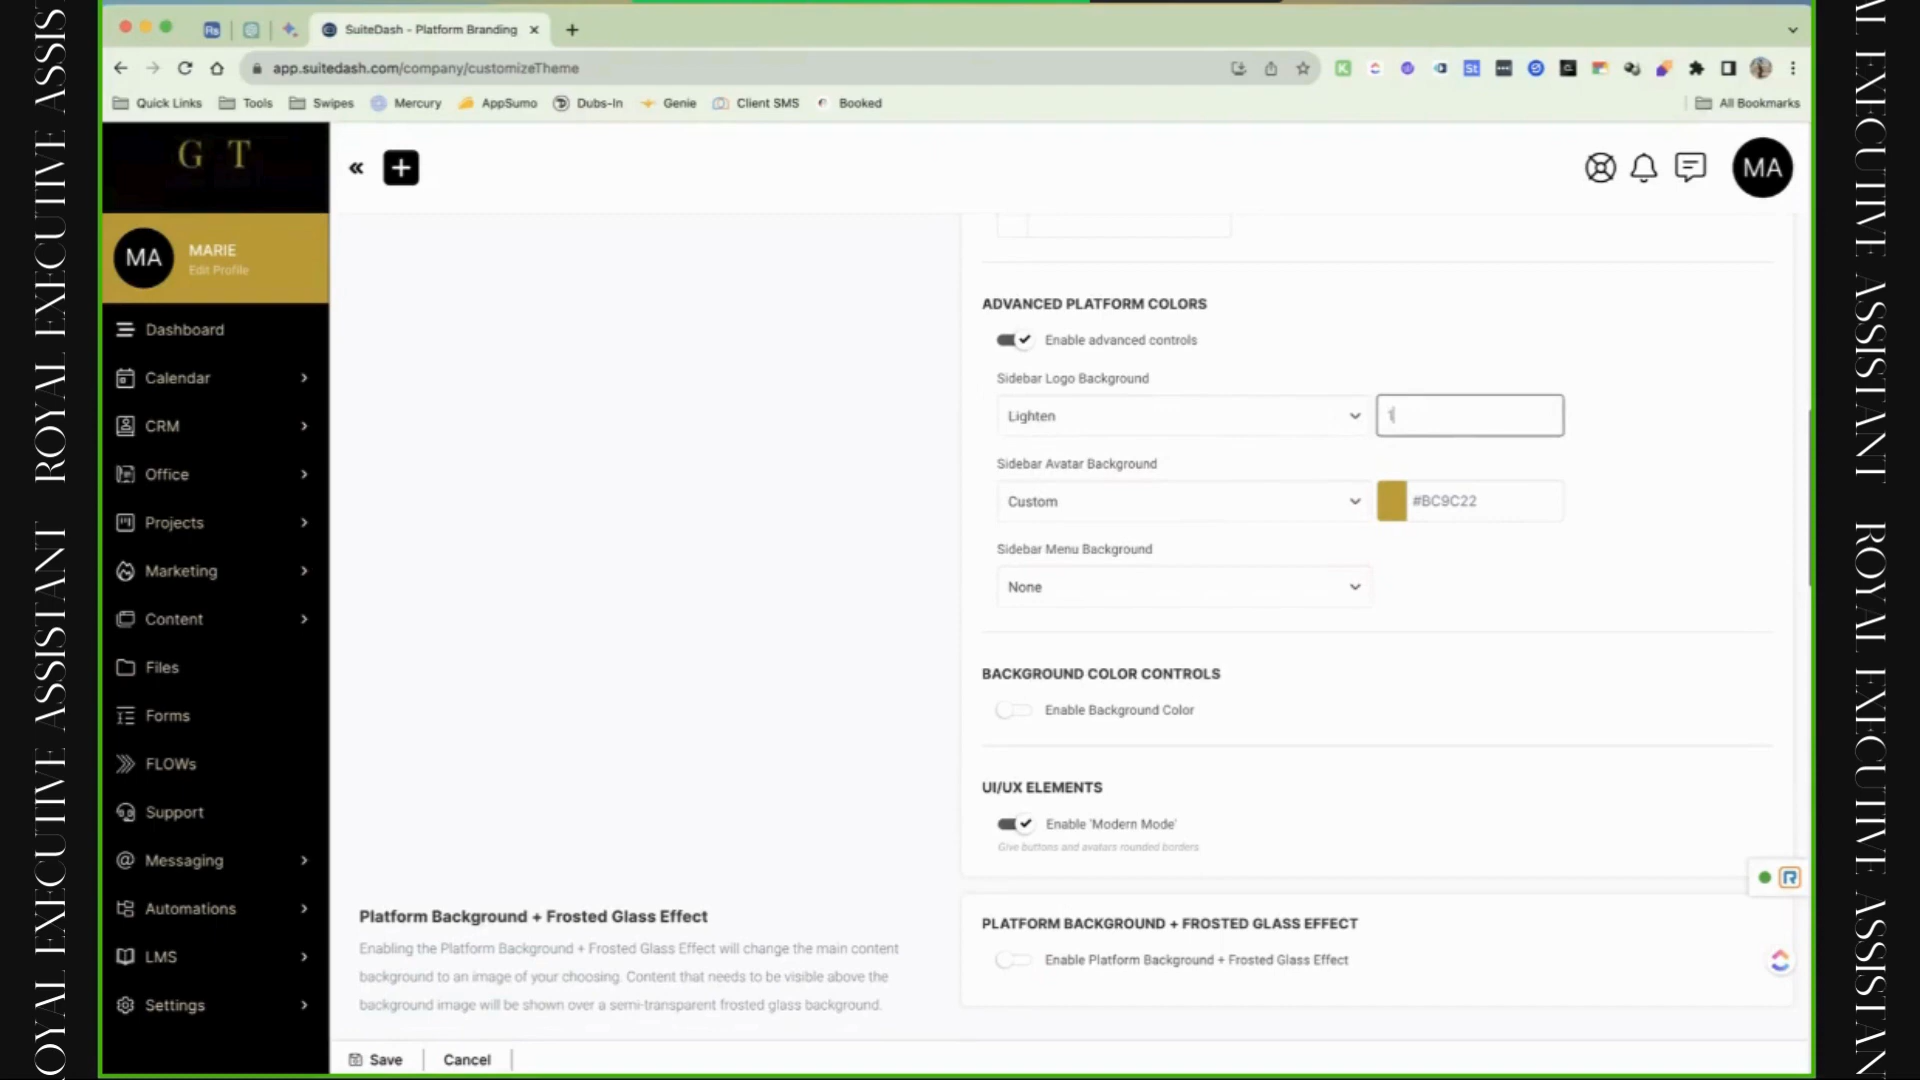 SuiteDash - Platform Branding
app.suitedash.com/company/customizeTheme
Quick Links
Tools
Swipes
Mercury
AppSumo
Dubs-In
Genie
Client SMS
Booked
All Bookmarks
G T
MA
MA
MARIE
Edit Profile
Dashboard
Calendar
CRM
Office
Projects
Marketing
Content
Files
Forms
FLOWs
Support
Messaging
Automations
LMS
Settings
ADVANCED PLATFORM COLORS
Enable advanced controls
Sidebar Logo Background
Lighten
1
Sidebar Avatar Background
Custom
#BC9C22
Sidebar Menu Background
None
BACKGROUND COLOR CONTROLS
Enable Background Color
UI/UX ELEMENTS
Enable 'Modern Mode'
Give buttons and avatars rounded borders
Platform Background + Frosted Glass Effect
Enabling the Platform Background + Frosted Glass Effect will change the main content
background to an image of your choosing. Content that needs to be visible above the
background image will be shown over a semi-transparent frosted glass background.
PLATFORM BACKGROUND + FROSTED GLASS EFFECT
Enable Platform Background + Frosted Glass Effect
Save
Cancel
ROYAL EXECUTIVE ASSISTANT
ROYAL EXECUTIVE ASSISTANT
ROYAL EXECUTIVE ASSISTANT
ROYAL EXECUTIVE ASSISTANT